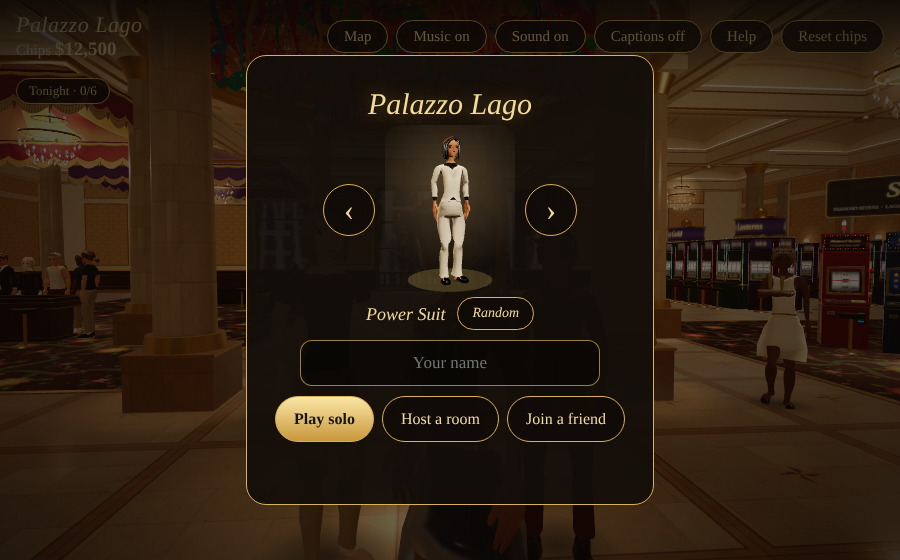 Palazzo Lago
Chips $12,500
Map
Music on
Sound on
Captions off
Help
Reset chips
Tonight · 0/6
Palazzo Lago
‹
›
Power Suit
Random
Your name
Play solo
Host a room
Join a friend